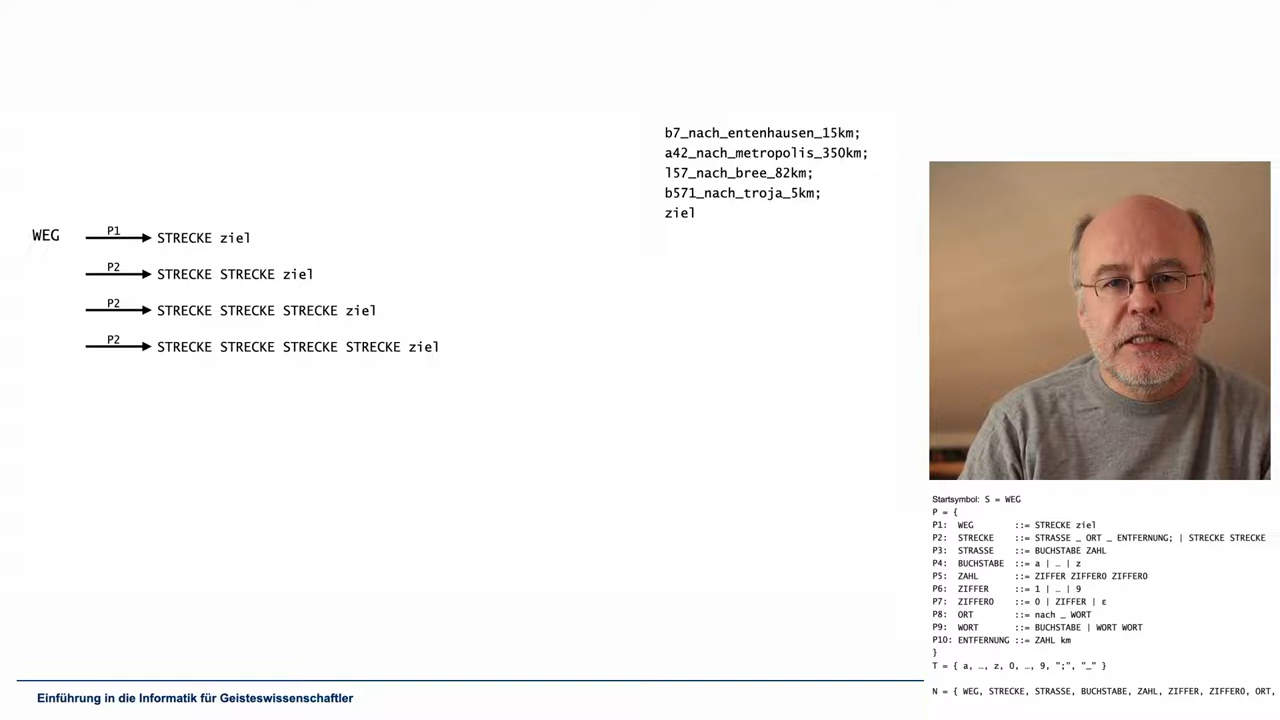 b7_nach_entenhausen_15km;
a42_nach_metropolis_350km;
l57_nach_bree_82km;
b571_nach_troja_5km;
ziel
WEG P1 STRECKE ziel
P2 STRECKE STRECKE ziel
P2 STRECKE STRECKE STRECKE ziel
P2 STRECKE STRECKE STRECKE STRECKE ziel
Startsymbol: S = WEG
P = {
P1: WEG ::= STRECKE ziel
P2: STRECKE ::= STRASSE _ ORT _ ENTFERNUNG; | STRECKE STRECKE
P3: STRASSE ::= BUCHSTABE ZAHL
P4: BUCHSTABE ::= a | … | z
P5: ZAHL ::= ZIFFER ZIFFER0 ZIFFER0
P6: ZIFFER ::= 1 | … | 9
P7: ZIFFER0 ::= 0 | ZIFFER | ε
P8: ORT ::= nach _ WORT
P9: WORT ::= BUCHSTABE | WORT WORT
P10: ENTFERNUNG ::= ZAHL km
}
T = { a, …, z, 0, …, 9, ";", "_" }
N = { WEG, STRECKE, STRASSE, BUCHSTABE, ZAHL, ZIFFER, ZIFFER0, ORT,
Einführung in die Informatik für Geisteswissenschaftler